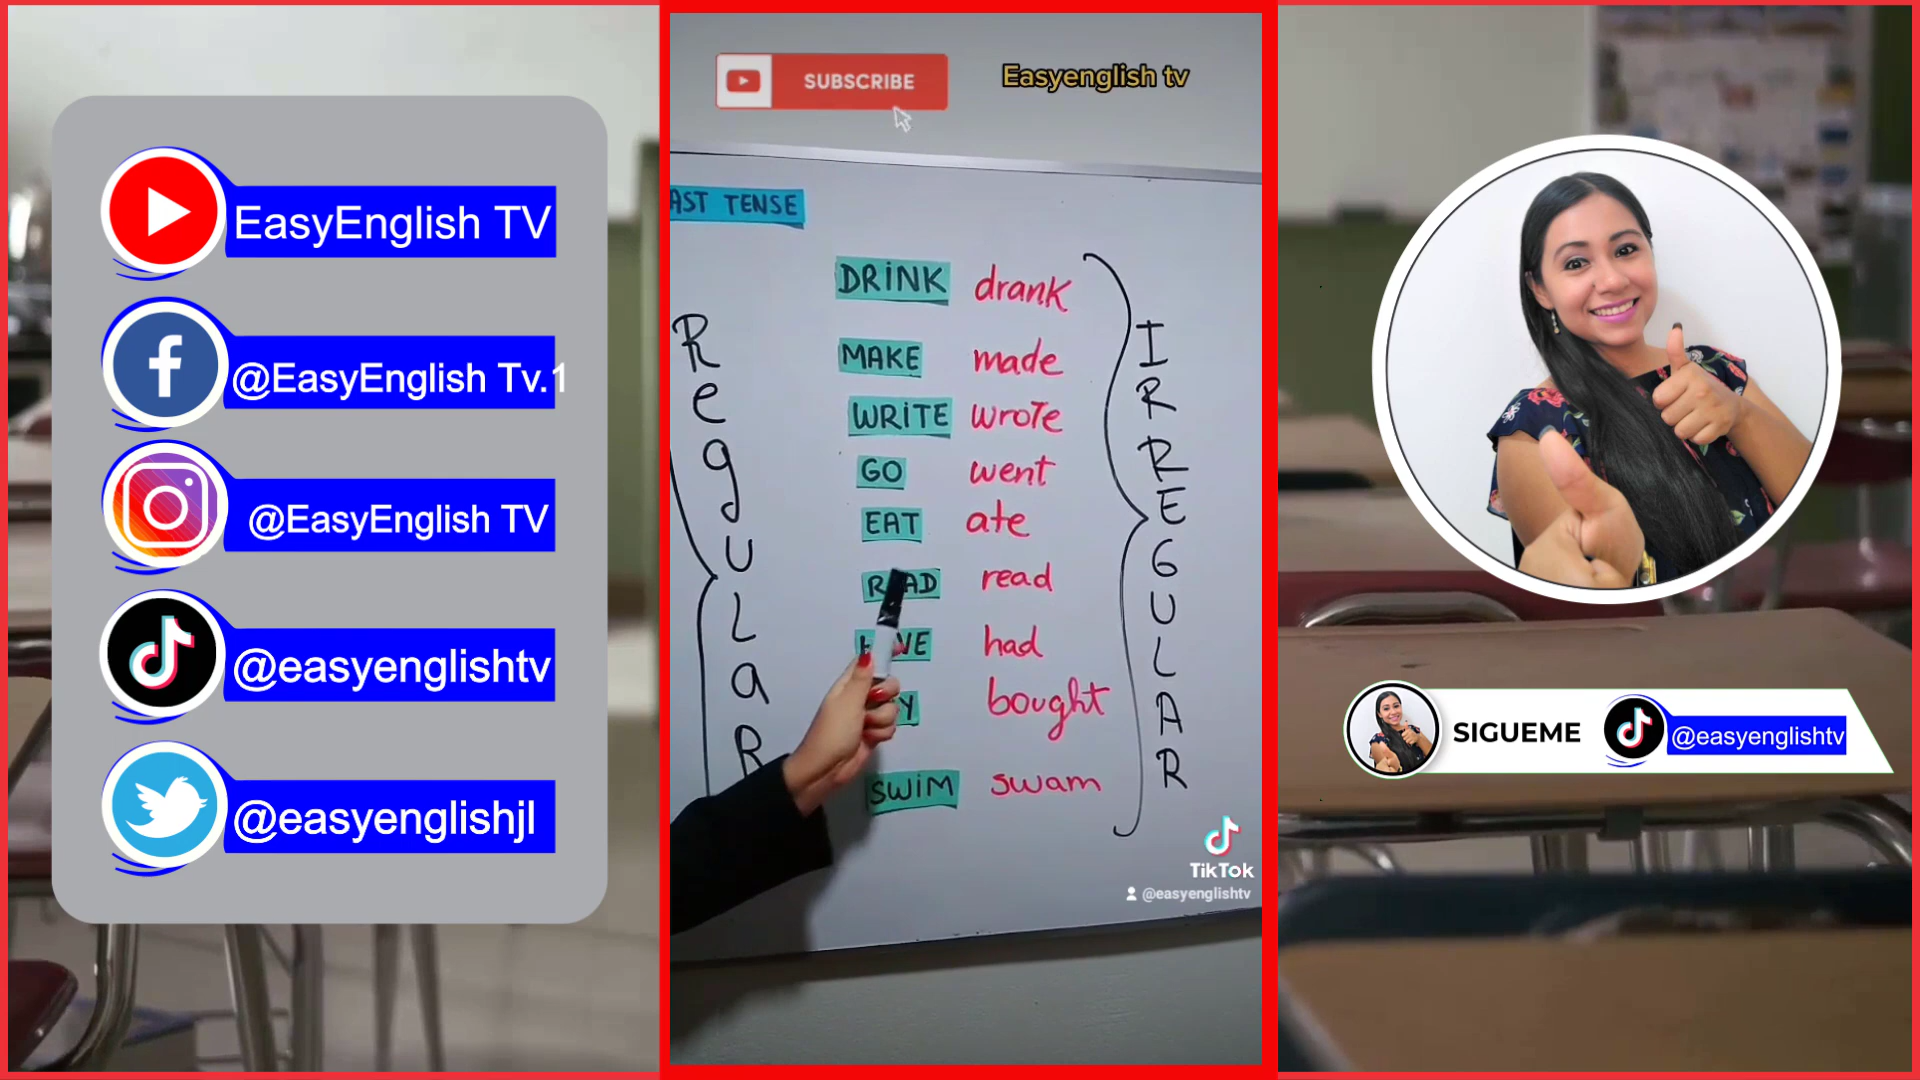 EasyEnglish TV
@EasyEnglish Tv.1
@EasyEnglish TV
@easyenglishtv
@easyenglishjl
SUBSCRIBE
Easyenglish tv
AST TENSE
DRINK drank
MAKE made
WRITE wrote
GO went
EAT ate
read
had
bought
SWIM swam
RegulaR
IRREGULAR
TikTok
@easyenglishtv
SIGUEME @easyenglishtv